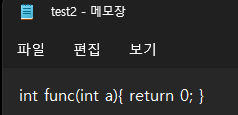 test2 - 메모장
파일 편집 보기
int func(int a){ return 0; }